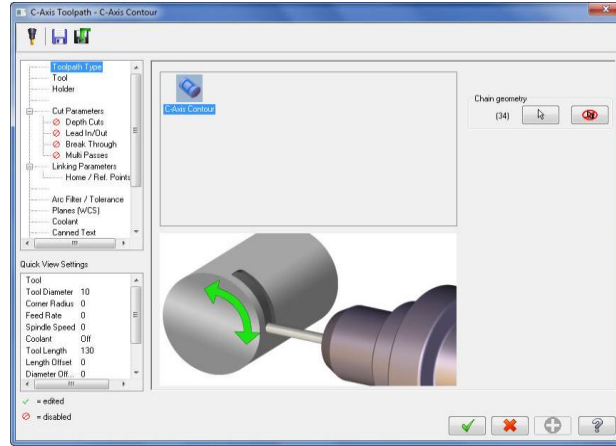 C-Axis Toolpath - C-Axis Contour
Toolpath Type
Tool
Holder
Cut Parameters
Depth Cuts
Lead In/Out
Break Through
Multi Passes
Linking Parameters
Home / Ref. Points
Arc Filter / Tolerance
Planes (WCS)
Coolant
Canned Text
C-Axis Contour
Chain geometry
(34)
Quick View Settings
Tool
Tool Diameter 10
Corner Radius 0
Feed Rate 0
Spindle Speed 0
Coolant Off
Tool Length 130
Length Offset 0
Diameter Off... 0
= edited
= disabled